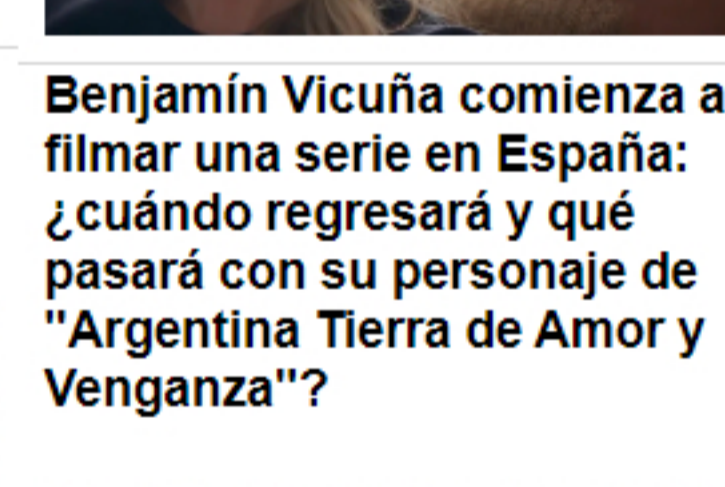 Benjamín Vicuña comienza a
filmar una serie en España:
¿cuándo regresará y qué
pasará con su personaje de
"Argentina Tierra de Amor y
Venganza"?